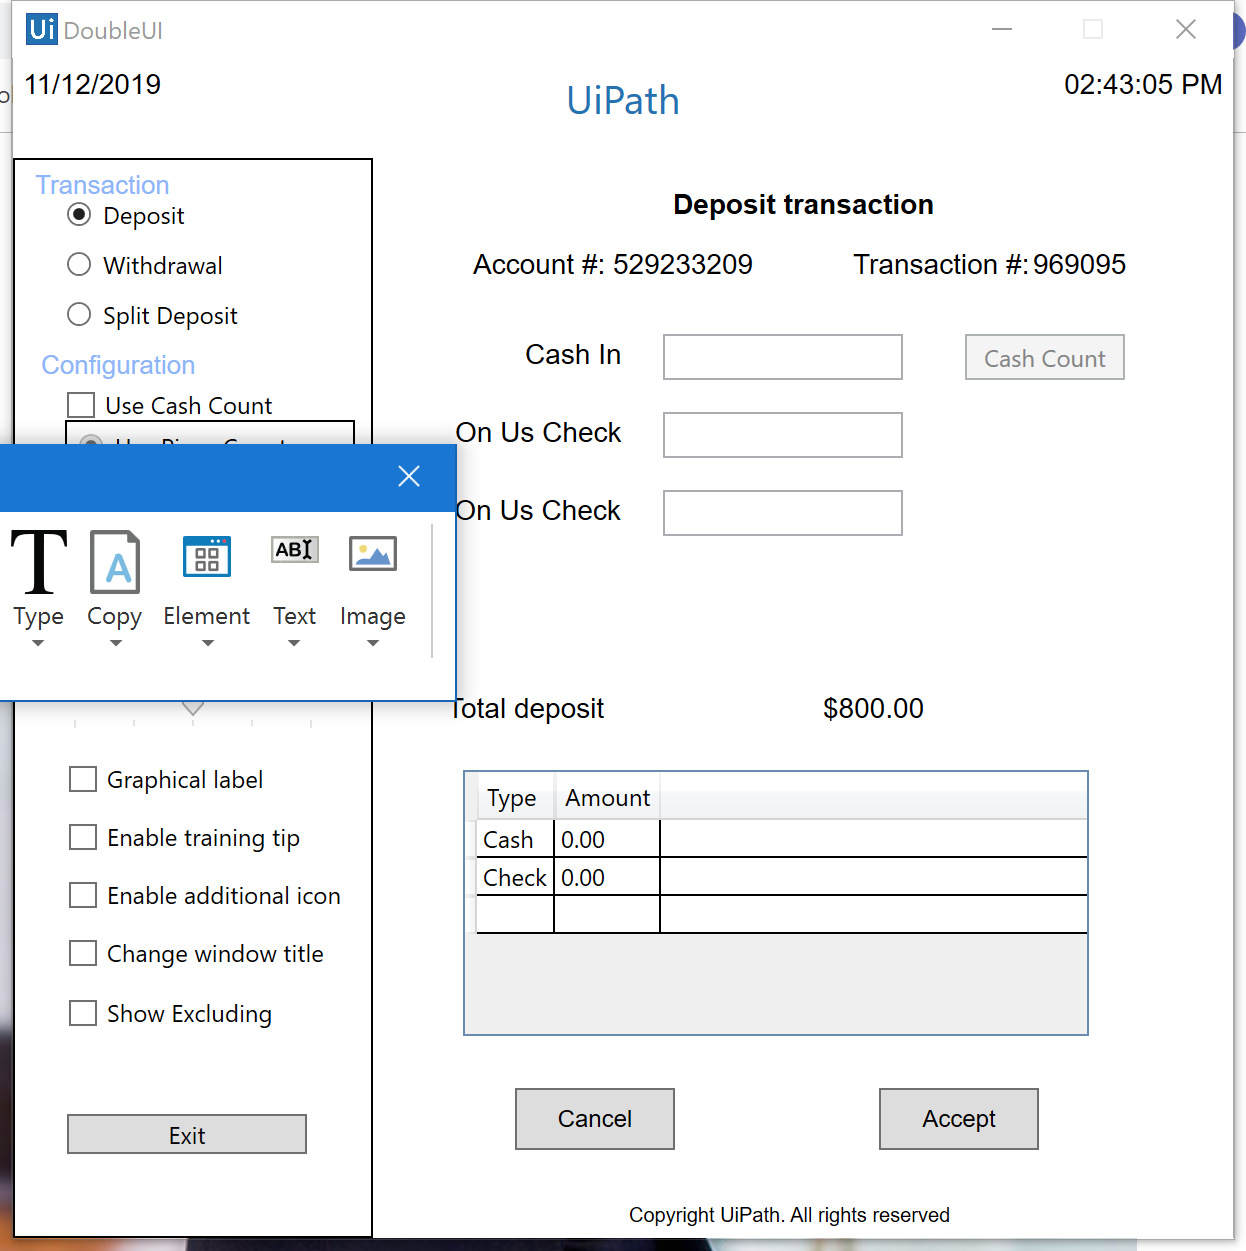 Ui DoubleUI
11/12/2019
02:43:05 PM
UiPath
Transaction
Deposit
Withdrawal
Split Deposit
Configuration
Use Cash Count
Type
Copy
Element
ABI
Text
Image
Graphical label
Enable training tip
Enable additional icon
Change window title
Show Excluding
Exit
Deposit transaction
Account #: 529233209 Transaction #: 969095
Cash In
Cash Count
On Us Check
On Us Check
Total deposit $800.00
Type Amount
Cash 0.00
Check 0.00
Cancel Accept
Copyright UiPath. All rights reserved